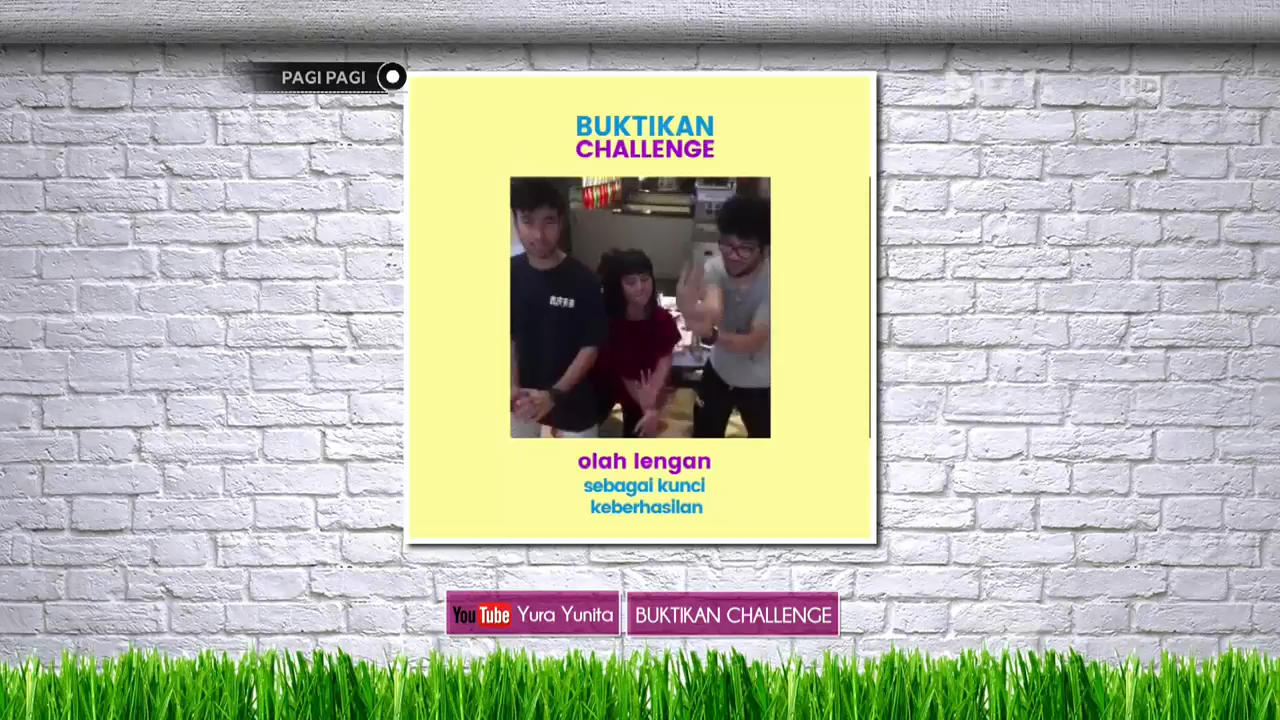 PAGI PAGI
BUKTIKAN
CHALLENGE
olah lengan
sebagai kunci
keberhasilan
YouTube Yura Yunita
BUKTIKAN CHALLENGE